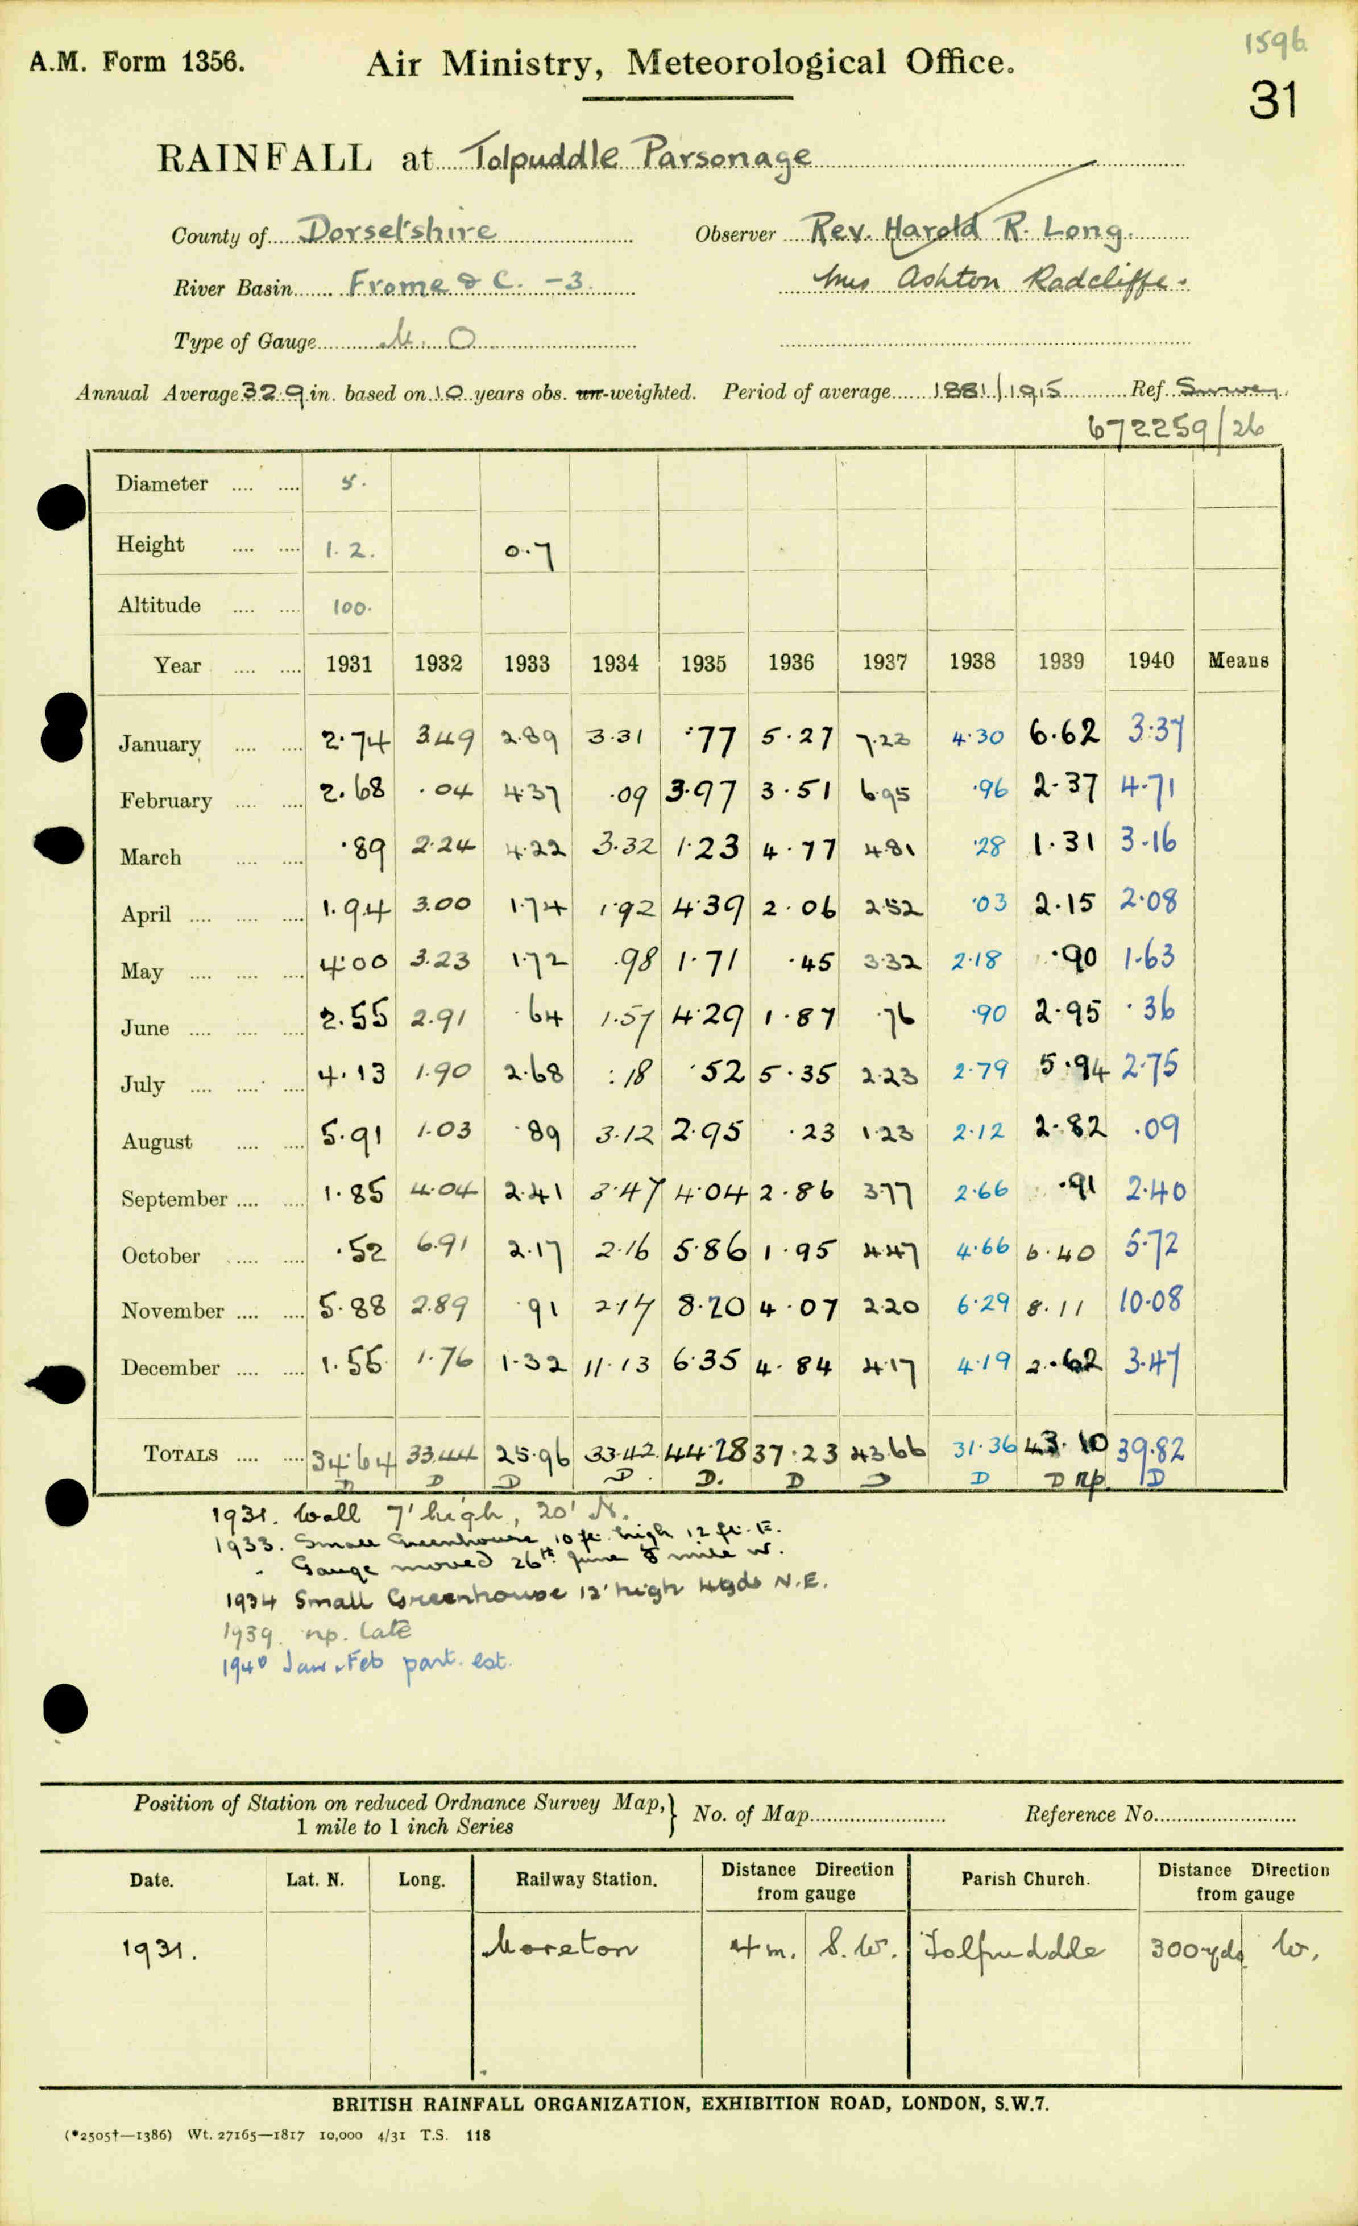 1596
A.M. Form 1356. Air Ministry, Meteorological Office.
31
RAINFALL at Tolpuddle Parsonage
County of Dorsetshire Observer Rev. Harold R. Long.
River Basin Frome & C. -3 Mrs Ashton Radcliffe.
Type of Gauge M. O
Annual Average 32.9 in. based on 10 years obs. un-weighted. Period of average 1881/1915 Ref. Survey
672259/26
Diameter 5.
Height 1.2. 0.7
Altitude 100.
Year 1931 1932 1933 1934 1935 1936 1937 1938 1939 1940 Means
January 2.74 3.49 2.89 3.31 .77 5.27 7.23 4.30 6.62 3.37
February 2.68 .04 4.37 .09 3.97 3.51 6.95 .96 2.37 4.71
March .89 2.24 4.22 3.32 1.23 4.77 4.81 .28 1.31 3.16
April 1.94 3.00 1.74 1.92 4.39 2.06 2.52 .03 2.15 2.08
May 4.00 3.23 1.72 .98 1.71 .45 3.32 2.18 .90 1.63
June 2.55 2.91 .64 1.57 4.29 1.87 .76 .90 2.95 .36
July 4.13 1.90 2.68 .18 .52 5.35 2.23 2.79 5.94 2.75
August 5.91 1.03 .89 3.12 2.95 .23 1.23 2.12 2.82 .09
September 1.85 4.04 2.41 3.47 4.04 2.86 3.77 2.66 .91 2.40
October .52 6.91 2.17 2.16 5.86 1.95 4.47 4.66 6.40 5.72
November 5.88 2.89 .91 2.17 8.20 4.07 2.20 6.29 8.11 10.08
December 1.55 1.76 1.32 11.13 6.35 4.84 4.17 4.19 2.62 3.47
TOTALS 34.64 33.44 25.96 33.42 44.28 37.23 43.66 31.36 43.10 39.82
D D D D. D. D D D D np. D
1931. Wall 7' high, 20' N.
1933. Small Greenhouse 10 ft. high 12 ft. E.
" Gauge moved 26th June mile W.
1934 Small Greenhouse 12' high 4yds N.E.
1939. np. late
1940 Jan & Feb part. est.
Position of Station on reduced Ordnance Survey Map,} No. of Map Reference No.
1 mile to 1 inch Series
Date. Lat. N. Long. Railway Station. Distance Direction from gauge Parish Church. Distance Direction from gauge
1931. Moreton 4 m. S.W. Tolpuddle 300 yds W.
BRITISH RAINFALL ORGANIZATION, EXHIBITION ROAD, LONDON, S.W.7.
(*2505†—1386) Wt. 27165—1817 10,000 4/31 T.S. 118